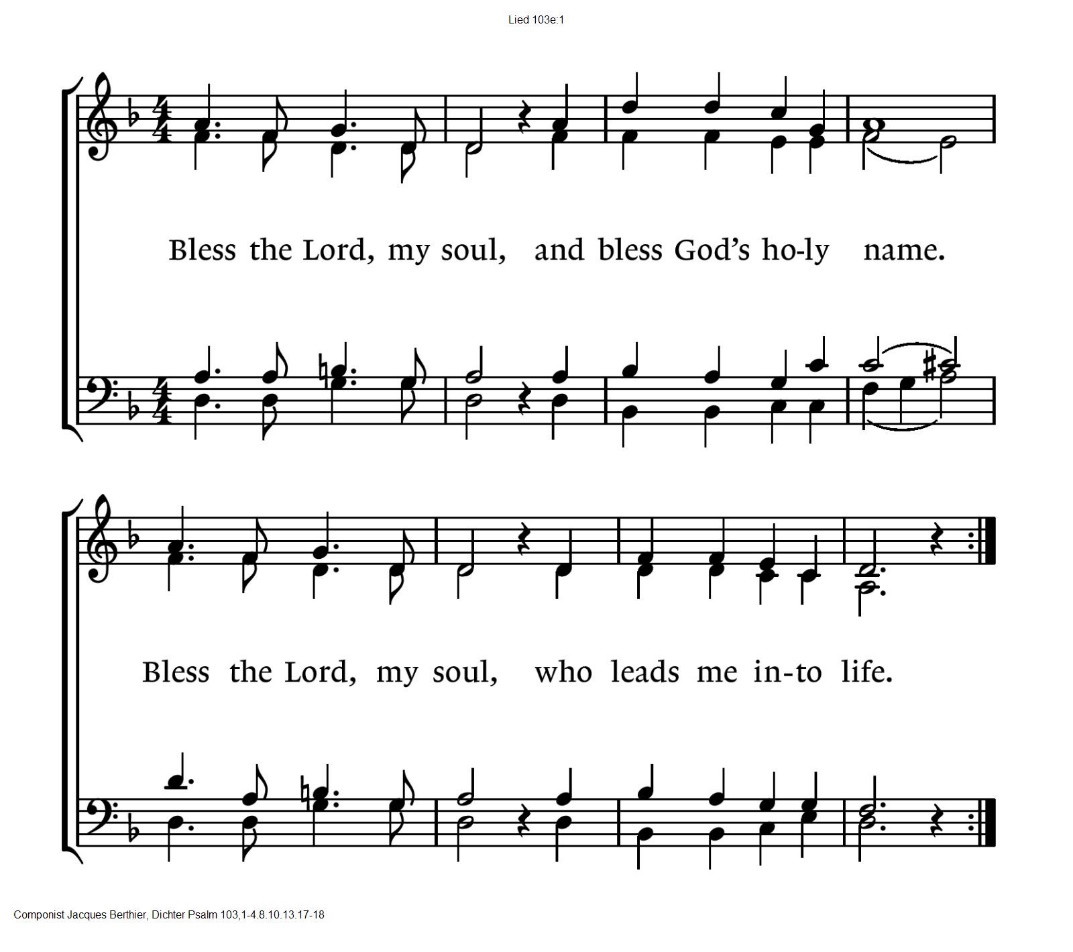 Lied 103e:1
Bless the Lord, my soul, and bless God's ho-ly name.
Bless the Lord, my soul, who leads me in-to life.
Componist Jacques Berthier, Dichter Psalm 103,1-4.8.10.13.17-18